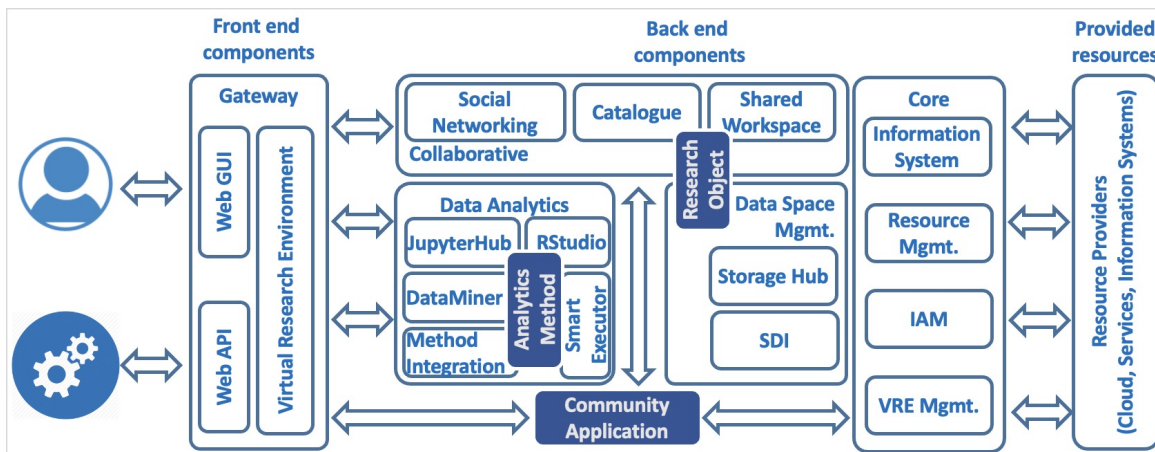 Front end
components
Back end
components
Provided
resources
Gateway
Web GUI
Web API
Virtual Research Environment
Social
Networking
Catalogue
Shared
Workspace
Collaborative
Research
Object
Data Analytics
JupyterHub
RStudio
DataMiner
Method
Integration
Smart
Executor
Analytics
Method
Data Space
Mgmt.
Storage Hub
SDI
Community
Application
Core
Information
System
Resource
Mgmt.
IAM
VRE Mgmt.
Resource Providers
(Cloud, Services, Information Systems)